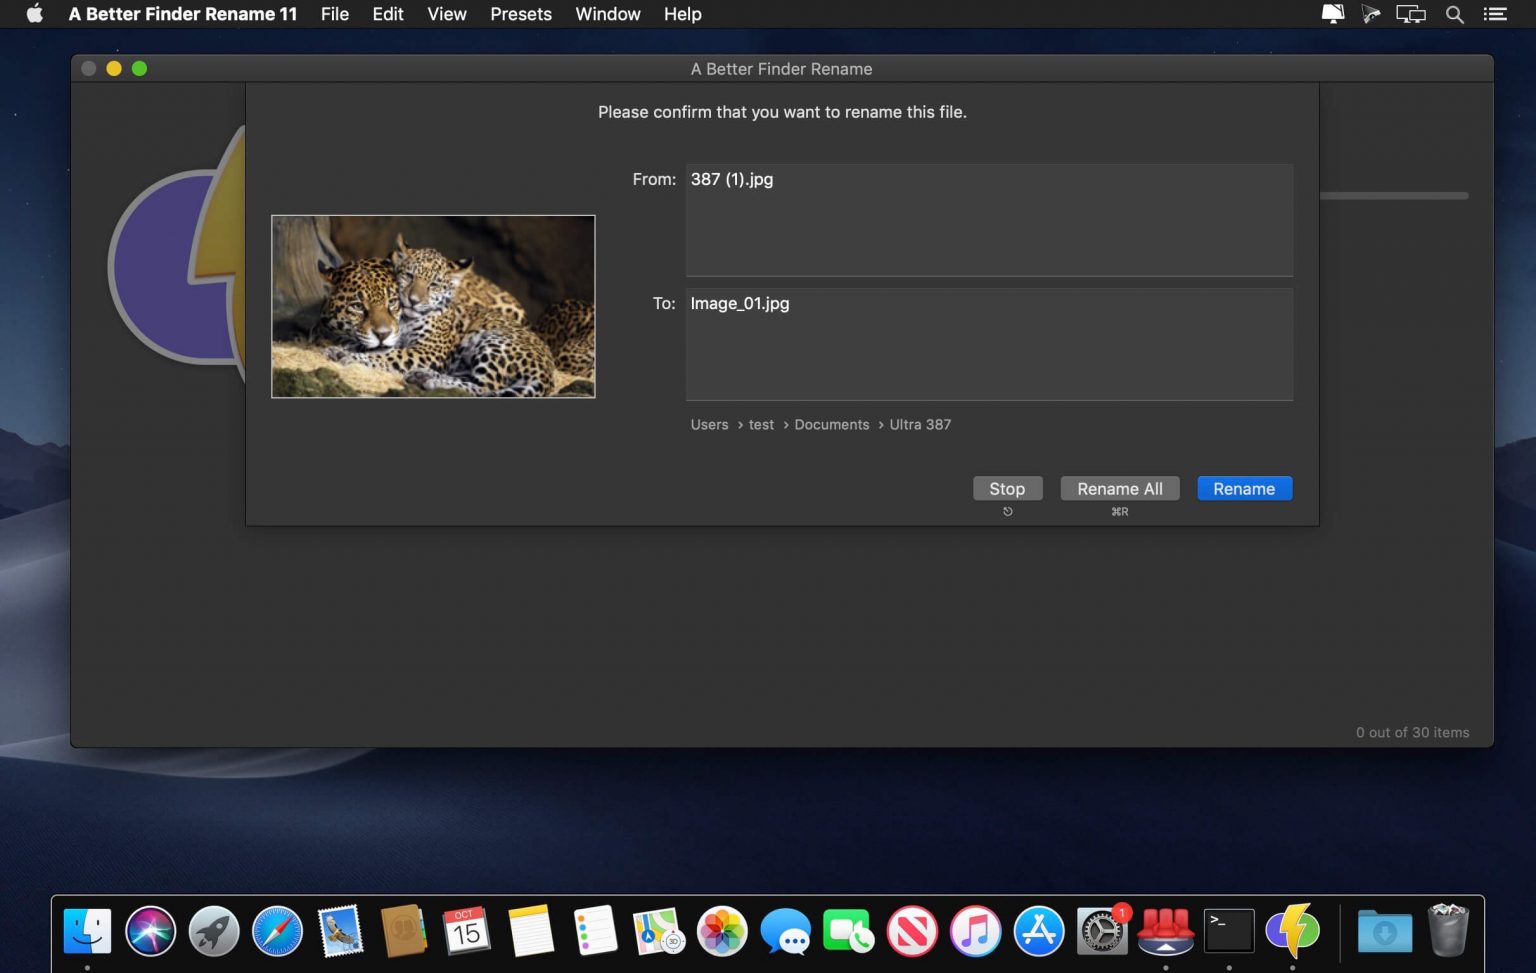 A Better Finder Rename 11 File Edit View Presets Window Help
A Better Finder Rename
Please confirm that you want to rename this file.
From: 387 (1).jpg
To: Image_01.jpg
Users › test › Documents › Ultra 387
Stop Rename All Rename
⌘R
0 out of 30 items
OCT
15
3D
1
>_